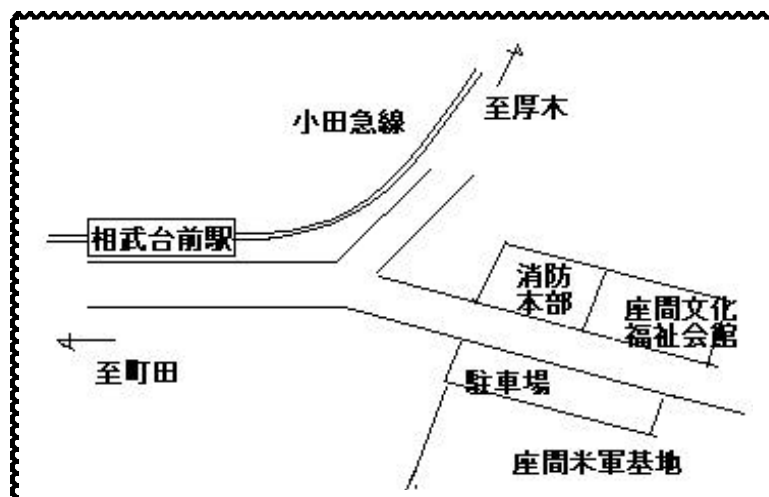 小田急線
至厚木
相武台前駅
消防
本部
座間文化
福祉会館
至町田
駐車場
座間米軍基地